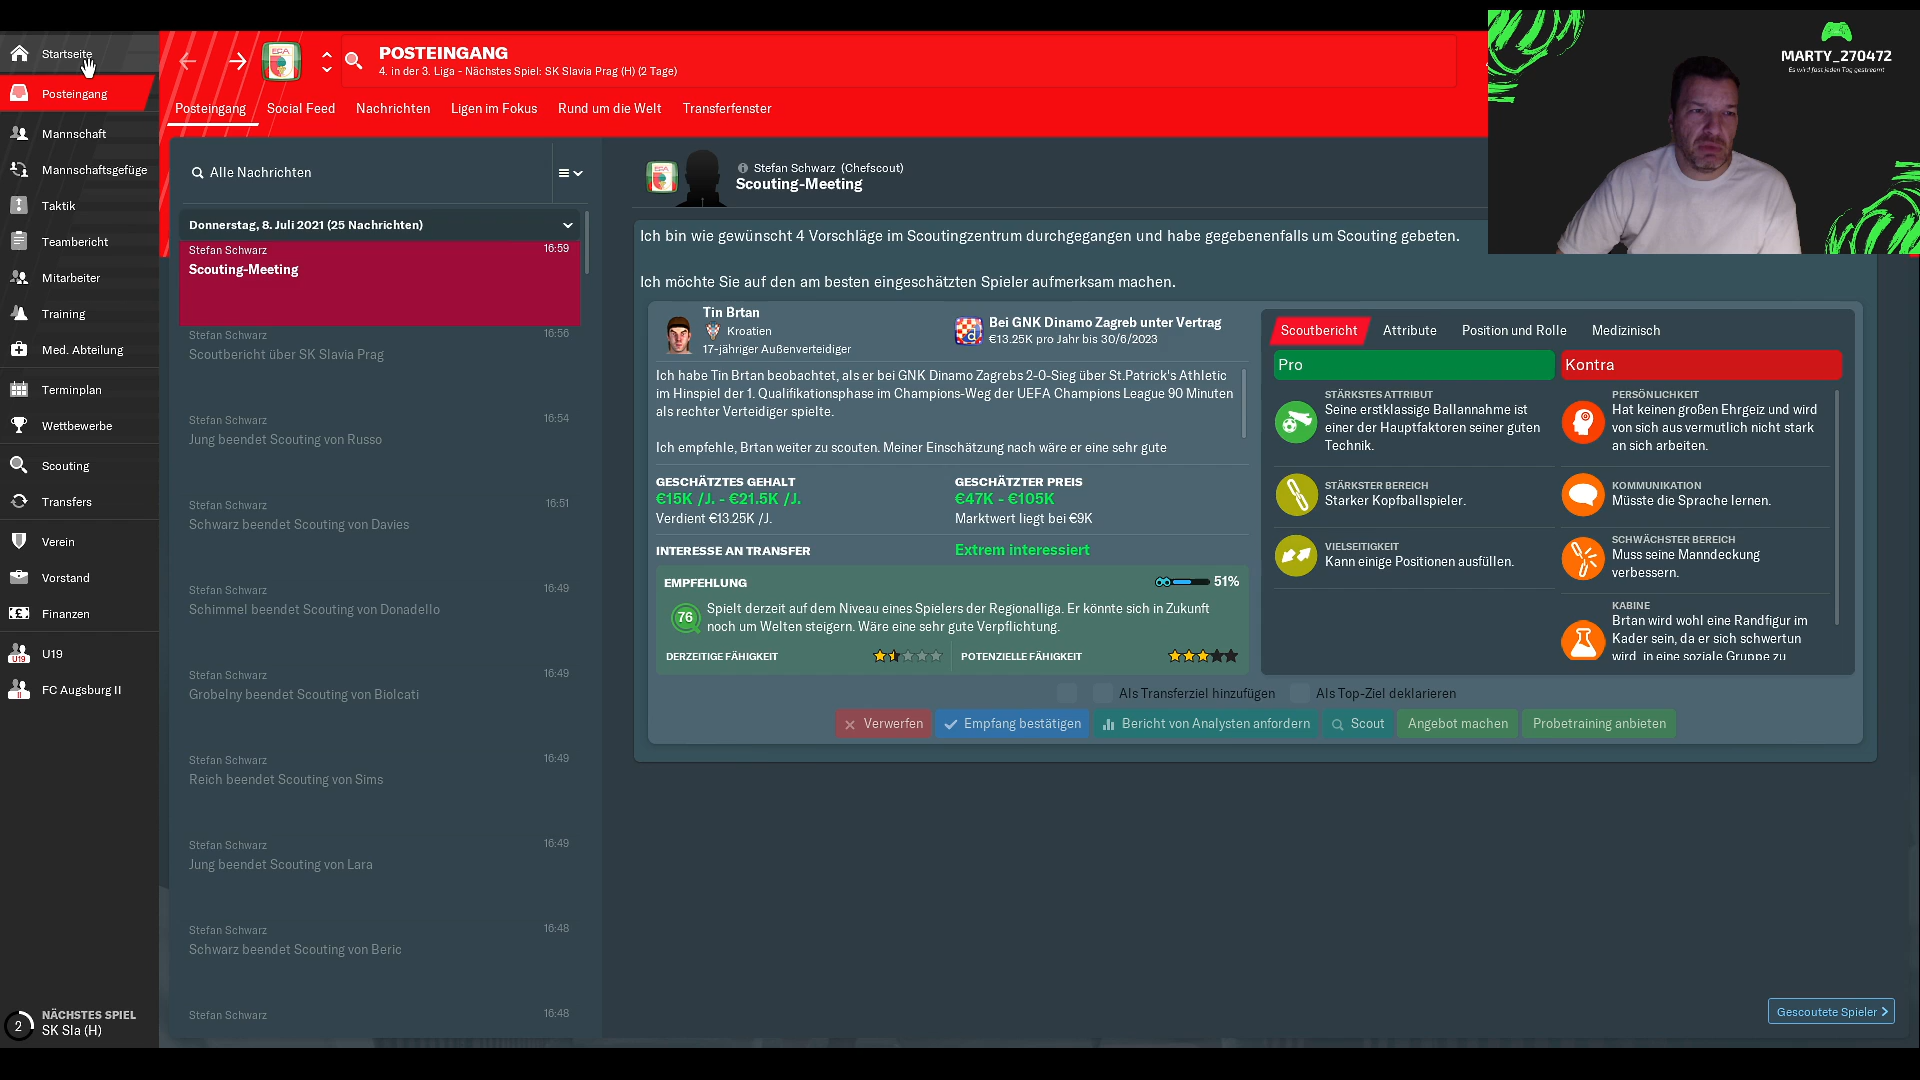 Startseite
Posteingang
Mannschaft
Mannschaftsgefüge
Taktik
Teambericht
Mitarbeiter
Training
Med. Abteilung
Terminplan
Wettbewerbe
Scouting
Transfers
Verein
Vorstand
Finanzen
U19
U19
FC Augsburg II
II
2
NÄCHSTES SPIEL
SK Sla (H)
POSTEINGANG
4. in der 3. Liga - Nächstes Spiel: SK Slavia Prag (H) (2 Tage)
Posteingang
Social Feed
Nachrichten
Ligen im Fokus
Rund um die Welt
Transferfenster
MARTY_270472
Es wird fast jeden Tag gestreamt
Alle Nachrichten
Donnerstag, 8. Juli 2021 (25 Nachrichten)
Stefan Schwarz 16:59
Scouting-Meeting
Stefan Schwarz 16:56
Scoutbericht über SK Slavia Prag
Stefan Schwarz 16:54
Jung beendet Scouting von Russo
Stefan Schwarz 16:51
Schwarz beendet Scouting von Davies
Stefan Schwarz 16:49
Schimmel beendet Scouting von Donadello
Stefan Schwarz 16:49
Grobelny beendet Scouting von Biolcati
Stefan Schwarz 16:49
Reich beendet Scouting von Sims
Stefan Schwarz 16:49
Jung beendet Scouting von Lara
Stefan Schwarz 16:48
Schwarz beendet Scouting von Beric
Stefan Schwarz 16:48
Stefan Schwarz (Chefscout)
Scouting-Meeting
Ich bin wie gewünscht 4 Vorschläge im Scoutingzentrum durchgegangen und habe gegebenenfalls um Scouting gebeten.
Ich möchte Sie auf den am besten eingeschätzten Spieler aufmerksam machen.
Tin Brtan
Kroatien
17-jähriger Außenverteidiger
Bei GNK Dinamo Zagreb unter Vertrag
€13.25K pro Jahr bis 30/6/2023
Ich habe Tin Brtan beobachtet, als er bei GNK Dinamo Zagrebs 2-0-Sieg über St.Patrick's Athletic
im Hinspiel der 1. Qualifikationsphase im Champions-Weg der UEFA Champions League 90 Minuten
als rechter Verteidiger spielte.
Ich empfehle, Brtan weiter zu scouten. Meiner Einschätzung nach wäre er eine sehr gute
GESCHÄTZTES GEHALT
€15K /J. - €21.5K /J.
Verdient €13.25K /J.
GESCHÄTZTER PREIS
€47K - €105K
Marktwert liegt bei €9K
INTERESSE AN TRANSFER
Extrem interessiert
EMPFEHLUNG
51%
76
Spielt derzeit auf dem Niveau eines Spielers der Regionalliga. Er könnte sich in Zukunft
noch um Welten steigern. Wäre eine sehr gute Verpflichtung.
DERZEITIGE FÄHIGKEIT
POTENZIELLE FÄHIGKEIT
Scoutbericht
Attribute
Position und Rolle
Medizinisch
Pro
STÄRKSTES ATTRIBUT
Seine erstklassige Ballannahme ist
einer der Hauptfaktoren seiner guten
Technik.
STÄRKSTER BEREICH
Starker Kopfballspieler.
VIELSEITIGKEIT
Kann einige Positionen ausfüllen.
Kontra
PERSÖNLICHKEIT
Hat keinen großen Ehrgeiz und wird
von sich aus vermutlich nicht stark
an sich arbeiten.
KOMMUNIKATION
Müsste die Sprache lernen.
SCHWÄCHSTER BEREICH
Muss seine Manndeckung
verbessern.
KABINE
Brtan wird wohl eine Randfigur im
Kader sein, da er sich schwertun
wird, in eine soziale Gruppe zu
Als Transferziel hinzufügen
Als Top-Ziel deklarieren
Verwerfen
Empfang bestätigen
Bericht von Analysten anfordern
Scout
Angebot machen
Probetraining anbieten
Gescoutete Spieler